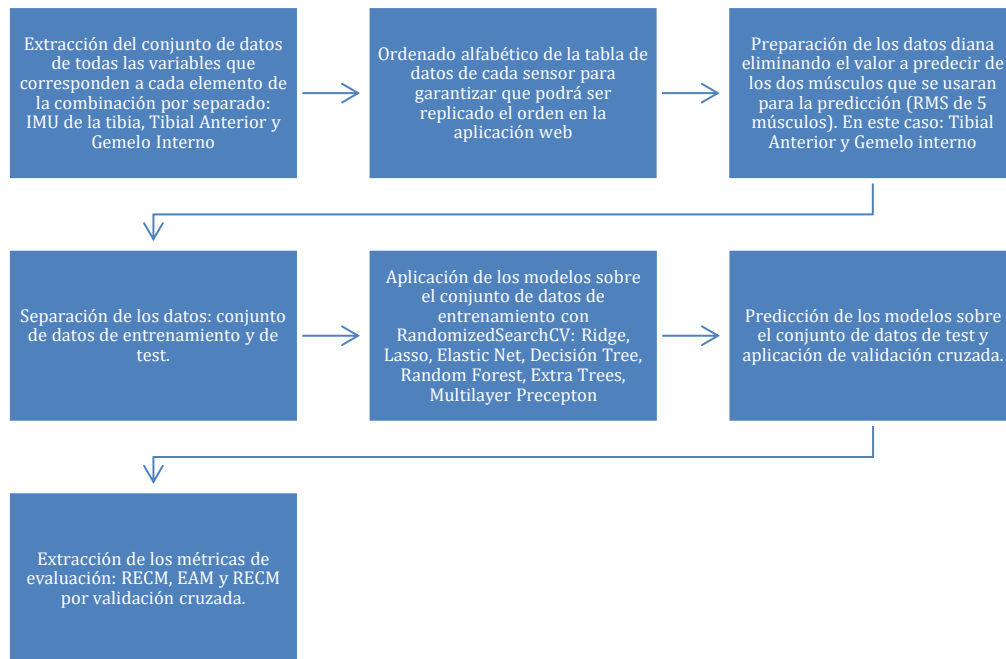 Extracción del conjunto de datos
de todas las variables que
corresponden a cada elemento de
la combinación por separado:
IMU de la tibia, Tibial Anterior y
Gemelo Interno
Ordenado alfabético de la tabla de
datos de cada sensor para
garantizar que podrá ser
replicado el orden en la
aplicación web
Preparación de los datos diana
eliminando el valor a predecir de
los dos músculos que se usaran
para la predicción (RMS de 5
músculos). En este caso: Tibial
Anterior y Gemelo interno
Separación de los datos: conjunto
de datos de entrenamiento y de
test.
Aplicación de los modelos sobre
el conjunto de datos de
entrenamiento con
RandomizedSearchCV: Ridge,
Lasso, Elastic Net, Decisión Tree,
Random Forest, Extra Trees,
Multilayer Precepton
Predicción de los modelos sobre
el conjunto de datos de test y
aplicación de validación cruzada.
Extracción de los métricas de
evaluación: RECM, EAM y RECM
por validación cruzada.